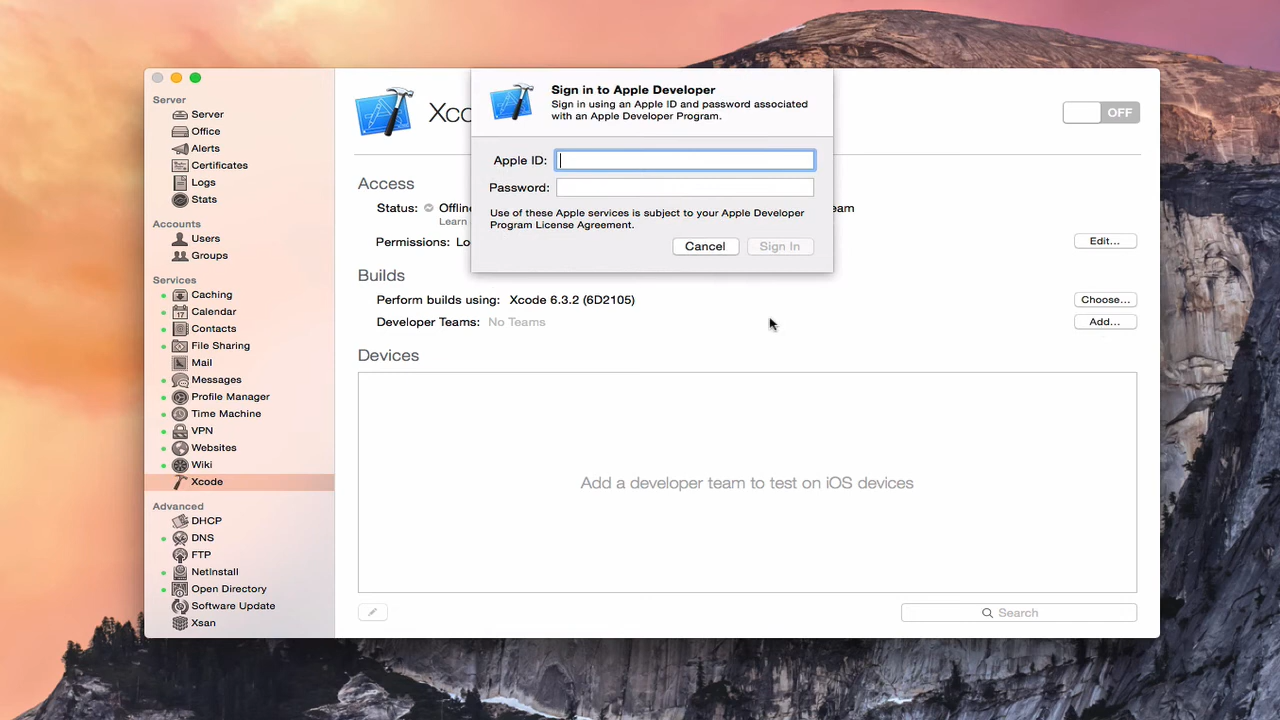 Server
Server
Office
Alerts
Certificates
Logs
Stats
Accounts
Users
Groups
Services
Caching
17 Calendar
Contacts
File Sharing
Mail
Messages
Profile Manager
Time Machine
VPN
Websites
Wiki
Xcode
Advanced
DHCP
DNS
FTP
NetInstall
Open Directory
Software Update
Xsan
Sign in to Apple Developer
Sign in using an Apple ID and password associated
with an Apple Developer Program.
Apple ID:
Password:
Use of these Apple services is subject to your Apple Developer
Program License Agreement.
Cancel Sign In
Xco
OFF
Access
Status: Offline
Learn
Permissions: Lo
Edit...
Builds
Perform builds using: Xcode 6.3.2 (6D2105) Choose...
Developer Teams: No Teams Add...
Devices
Add a developer team to test on iOS devices
Search